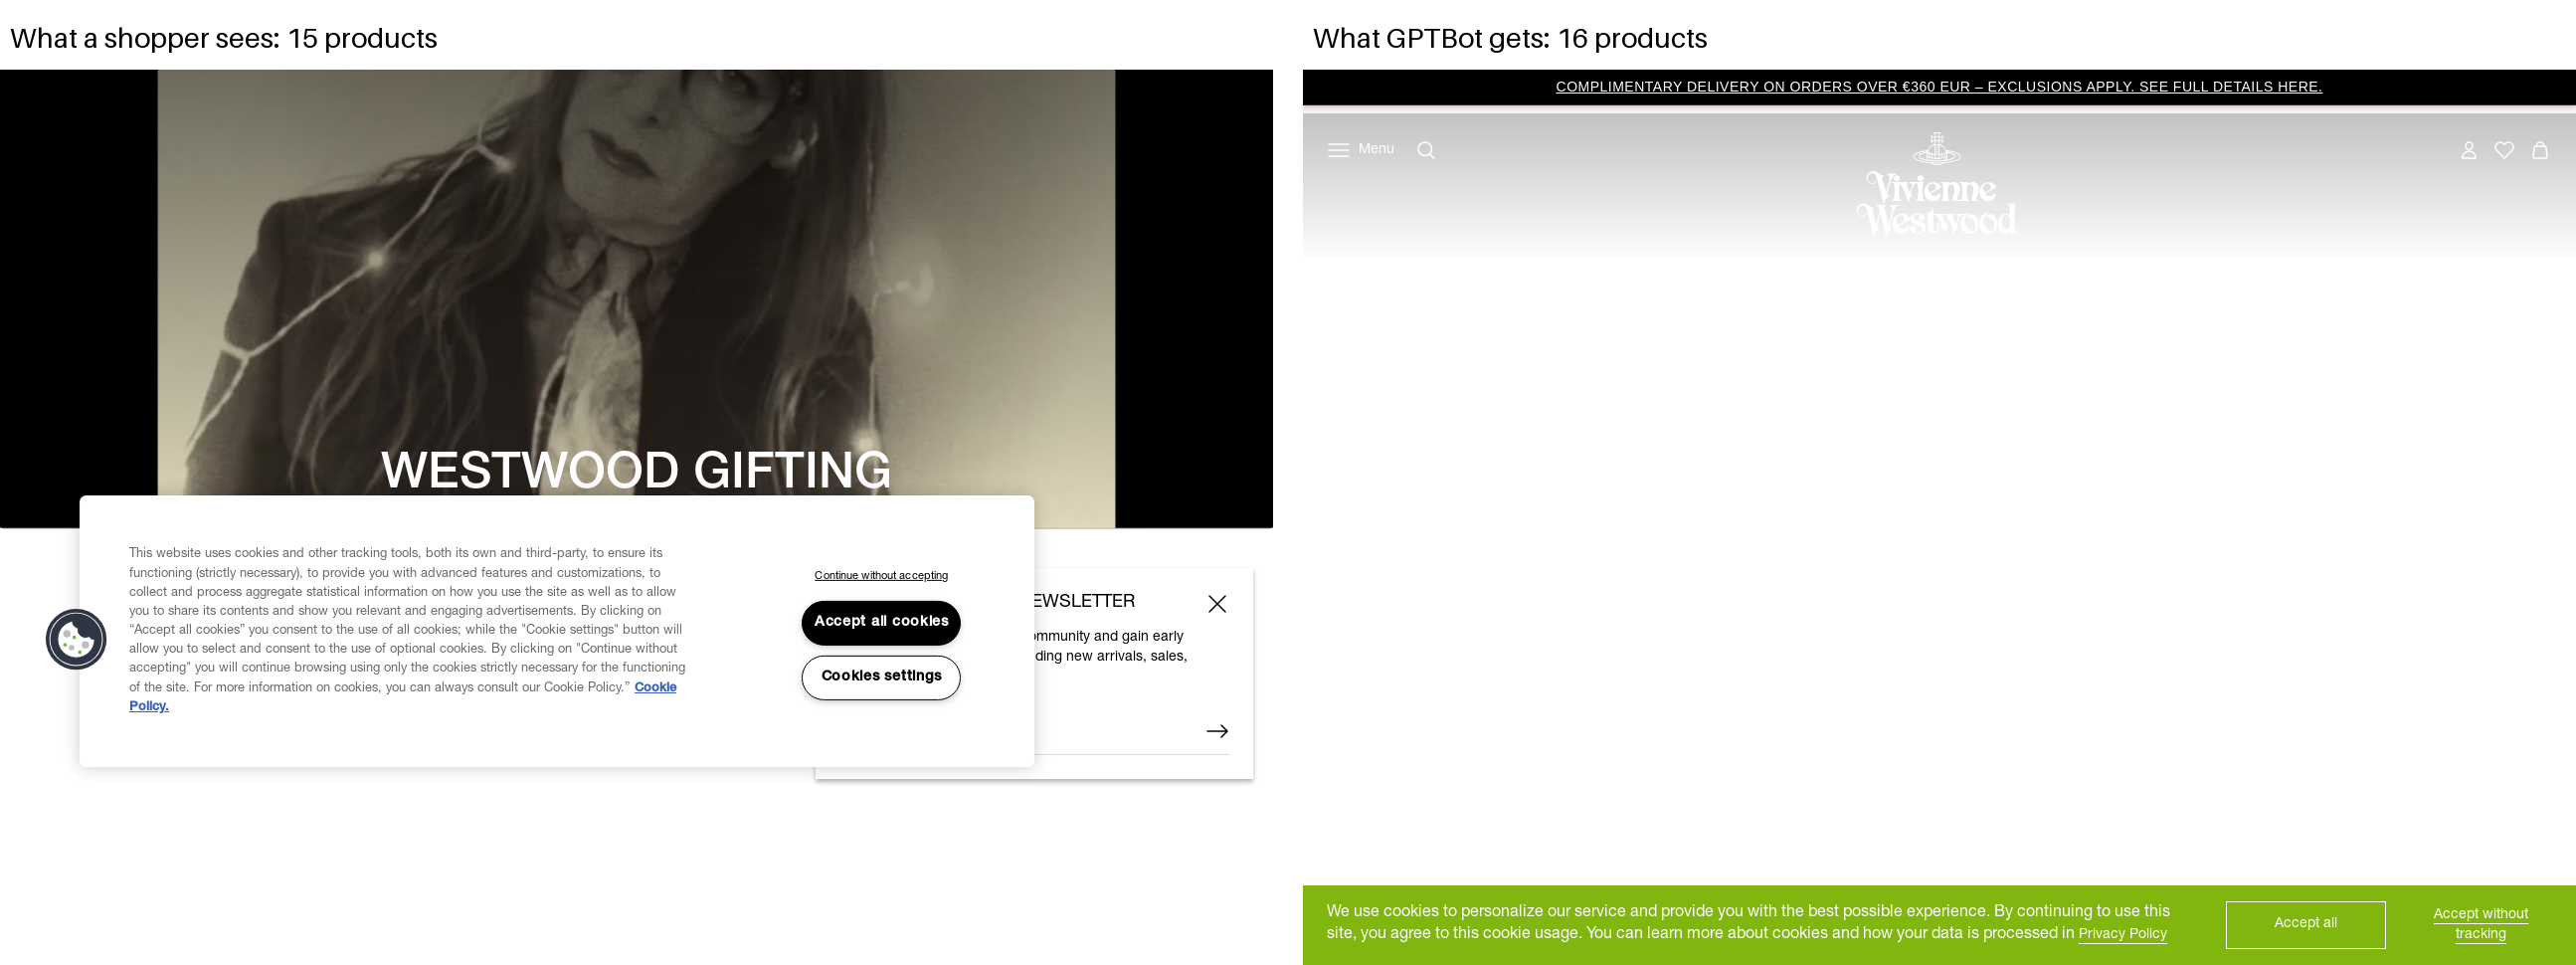 What a shopper sees: 15 products
WESTWOOD GIFTING
This website uses cookies and other tracking tools, both its own and third-party, to ensure its
functioning (strictly necessary), to provide you with advanced features and customizations, to
collect and process aggregate statistical information on how you use the site as well as to allow
you to share its contents and show you relevant and engaging advertisements. By clicking on
“Accept all cookies” you consent to the use of all cookies; while the "Cookie settings" button will
allow you to select and consent to the use of optional cookies. By clicking on "Continue without
accepting" you will continue browsing using only the cookies strictly necessary for the functioning
of the site. For more information on cookies, you can always consult our Cookie Policy.” Cookie
Policy.
Continue without accepting
Accept all cookies
Cookies settings
EWSLETTER
ommunity and gain early
ding new arrivals, sales,
What GPTBot gets: 16 products
COMPLIMENTARY DELIVERY ON ORDERS OVER €360 EUR – EXCLUSIONS APPLY. SEE FULL DETAILS HERE.
Menu
Vivienne
Westwood
We use cookies to personalize our service and provide you with the best possible experience. By continuing to use this
site, you agree to this cookie usage. You can learn more about cookies and how your data is processed in Privacy Policy
Accept all
Accept without
tracking